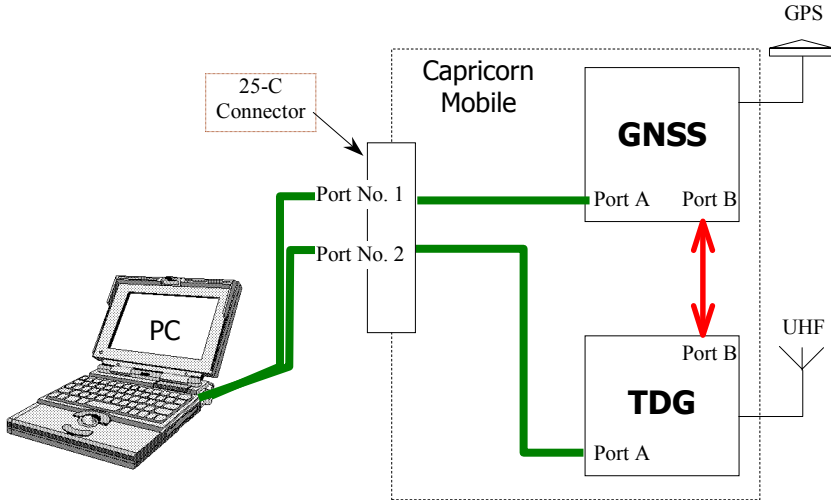 GPS
25-C
Connector
Capricorn
Mobile
GNSS
Port No. 1
Port A
Port B
Port No. 2
PC
UHF
Port B
TDG
Port A